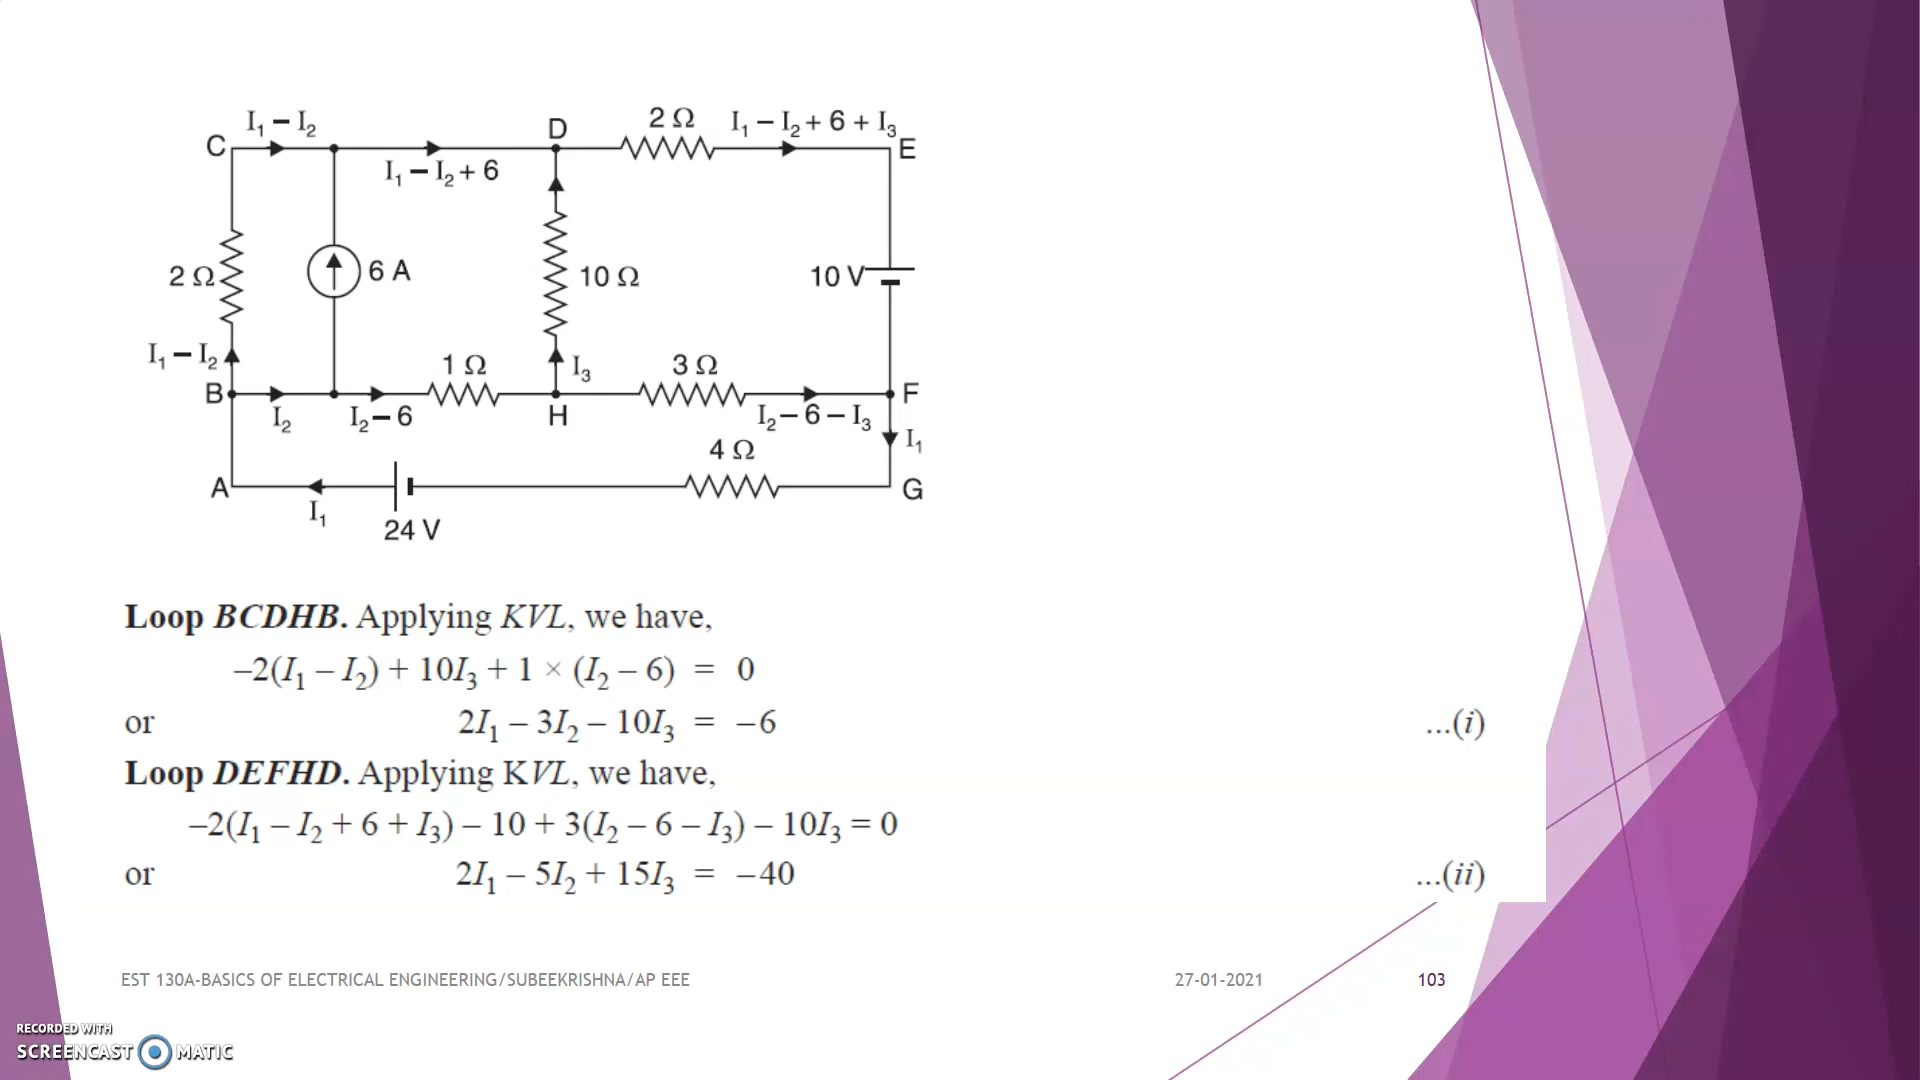 I₁ – I₂
C
D
2 Ω
I₁ – I₂ + 6 + I₃
E
I₁ – I₂ + 6
2 Ω
6 A
10 Ω
10 V
I₁ – I₂
1 Ω
I₃
3 Ω
B
I₂
I₂ – 6
H
I₂ – 6 – I₃
F
4 Ω
I₁
A
I₁
24 V
G
Loop BCDHB. Applying KVL, we have,
–2(I₁ – I₂) + 10I₃ + 1 × (I₂ – 6) = 0
or 2I₁ – 3I₂ – 10I₃ = –6 ...(i)
Loop DEFHD. Applying KVL, we have,
–2(I₁ – I₂ + 6 + I₃) – 10 + 3(I₂ – 6 – I₃) – 10I₃ = 0
or 2I₁ – 5I₂ + 15I₃ = –40 ...(ii)
EST 130A-BASICS OF ELECTRICAL ENGINEERING/SUBEEKRISHNA/AP EEE 27-01-2021 103
RECORDED WITH
SCREENCAST MATIC